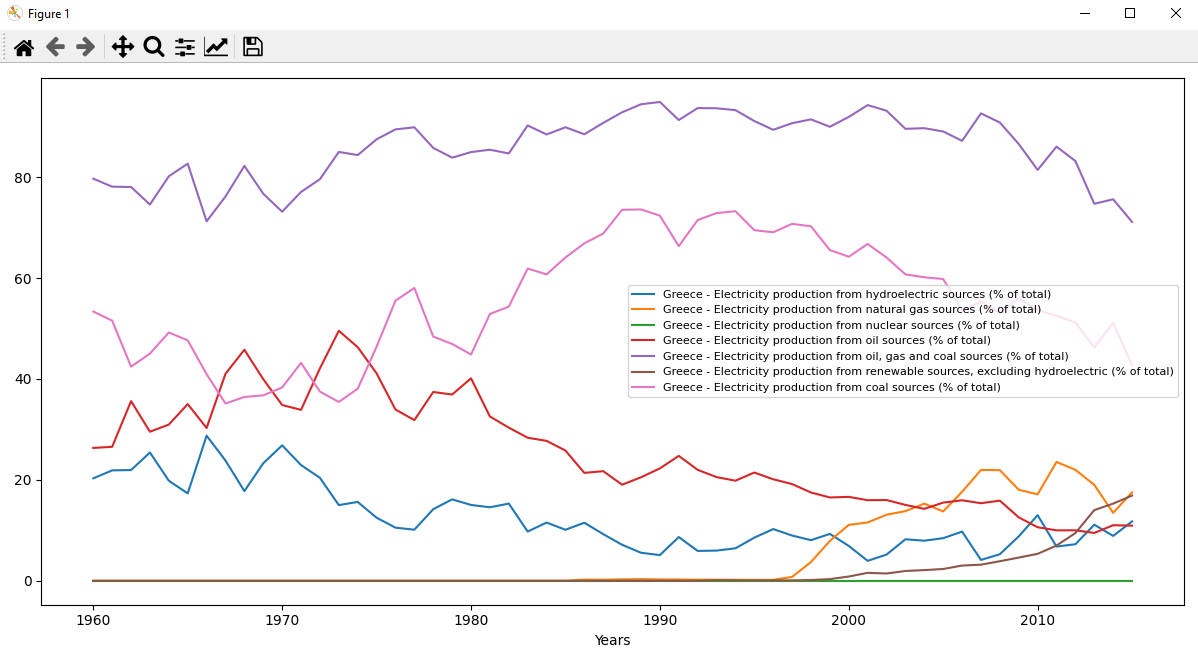 Figure 1
80
60
40
20
0
Greece - Electricity production from hydroelectric sources (% of total)
Greece - Electricity production from natural gas sources (% of total)
Greece - Electricity production from nuclear sources (% of total)
Greece - Electricity production from oil sources (% of total)
Greece - Electricity production from oil, gas and coal sources (% of total)
Greece - Electricity production from renewable sources, excluding hydroelectric (% of total)
Greece - Electricity production from coal sources (% of total)
1960 1970 1980 1990 2000 2010
Years